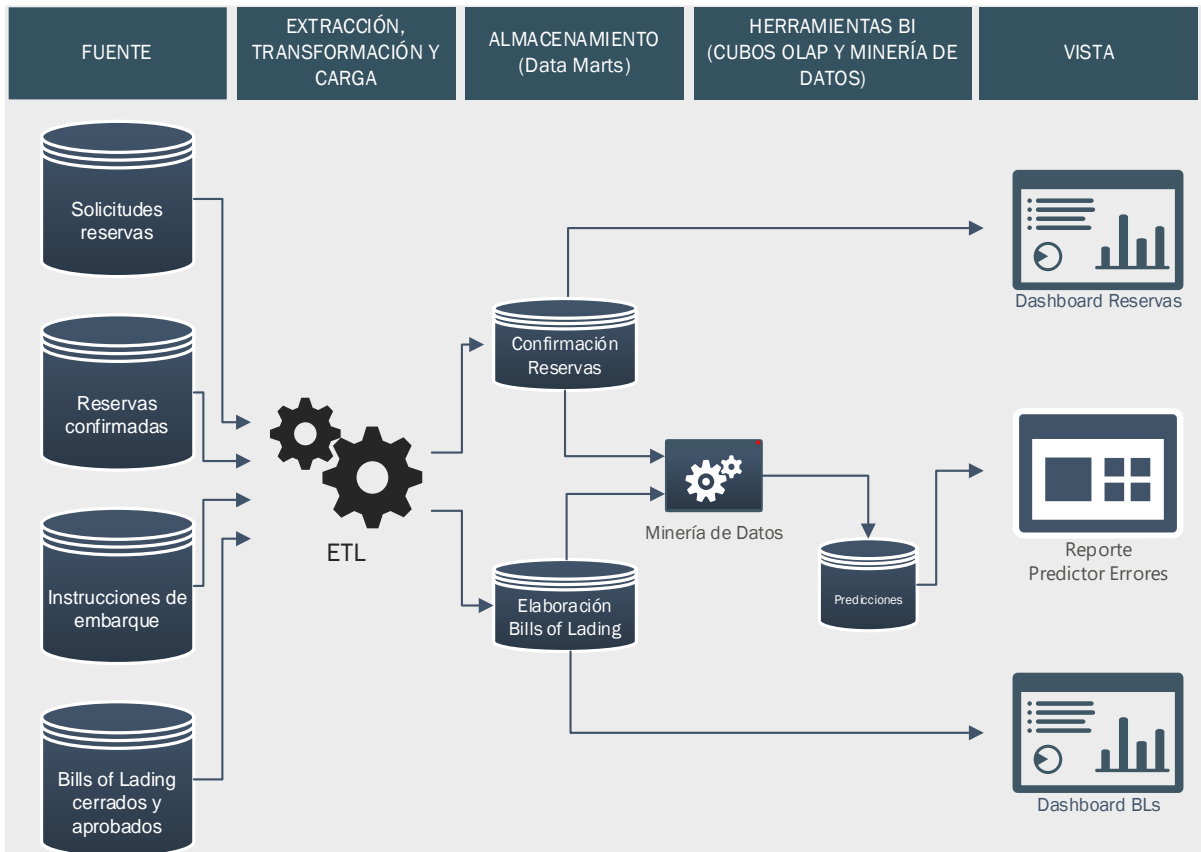 FUENTE
EXTRACCIÓN,
TRANSFORMACIÓN Y
CARGA
ALMACENAMIENTO
(Data Marts)
HERRAMIENTAS BI
(CUBOS OLAP Y MINERÍA DE
DATOS)
VISTA
Solicitudes
reservas
Reservas
confirmadas
Instrucciones de
embarque
Bills of Lading
cerrados y
aprobados
ETL
Confirmación
Reservas
Elaboración
Bills of Lading
Minería de Datos
Predicciones
Dashboard Reservas
Reporte
Predictor Errores
Dashboard BLs